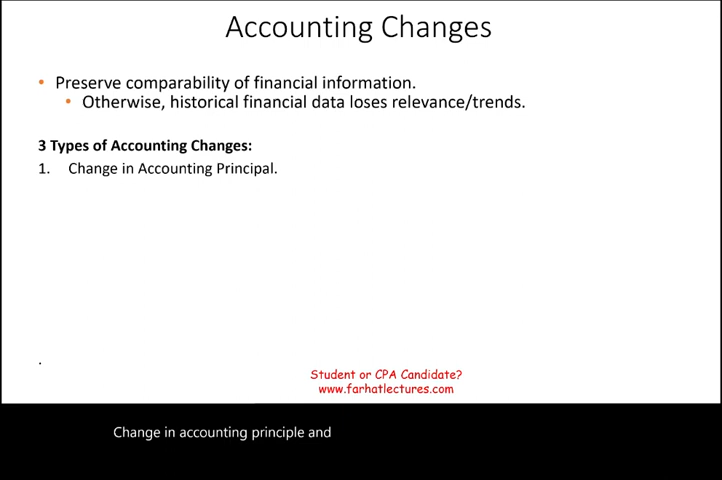 Accounting Changes
• Preserve comparability of financial information.
• Otherwise, historical financial data loses relevance/trends.
3 Types of Accounting Changes:
1. Change in Accounting Principal.
.
Student or CPA Candidate?
www.farhatlectures.com
Change in accounting principle and